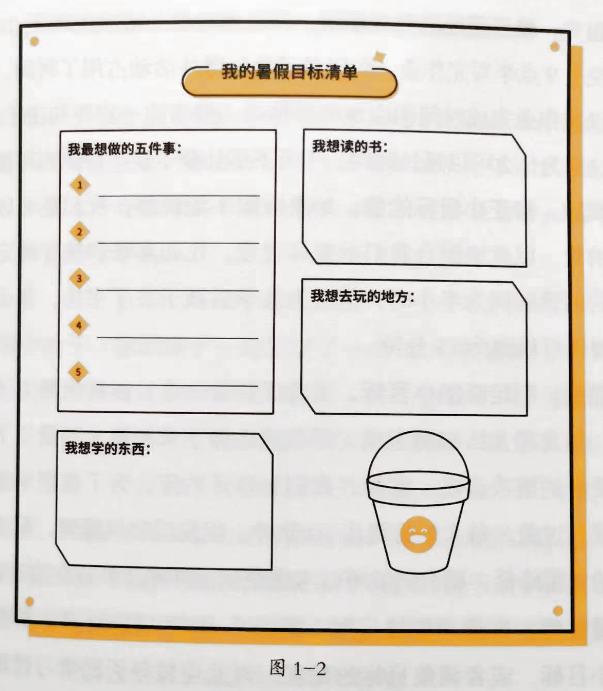 我的暑假目标清单
我最想做的五件事：
1
2
3
4
5
我想读的书：
我想去玩的地方：
我想学的东西：
图 1-2